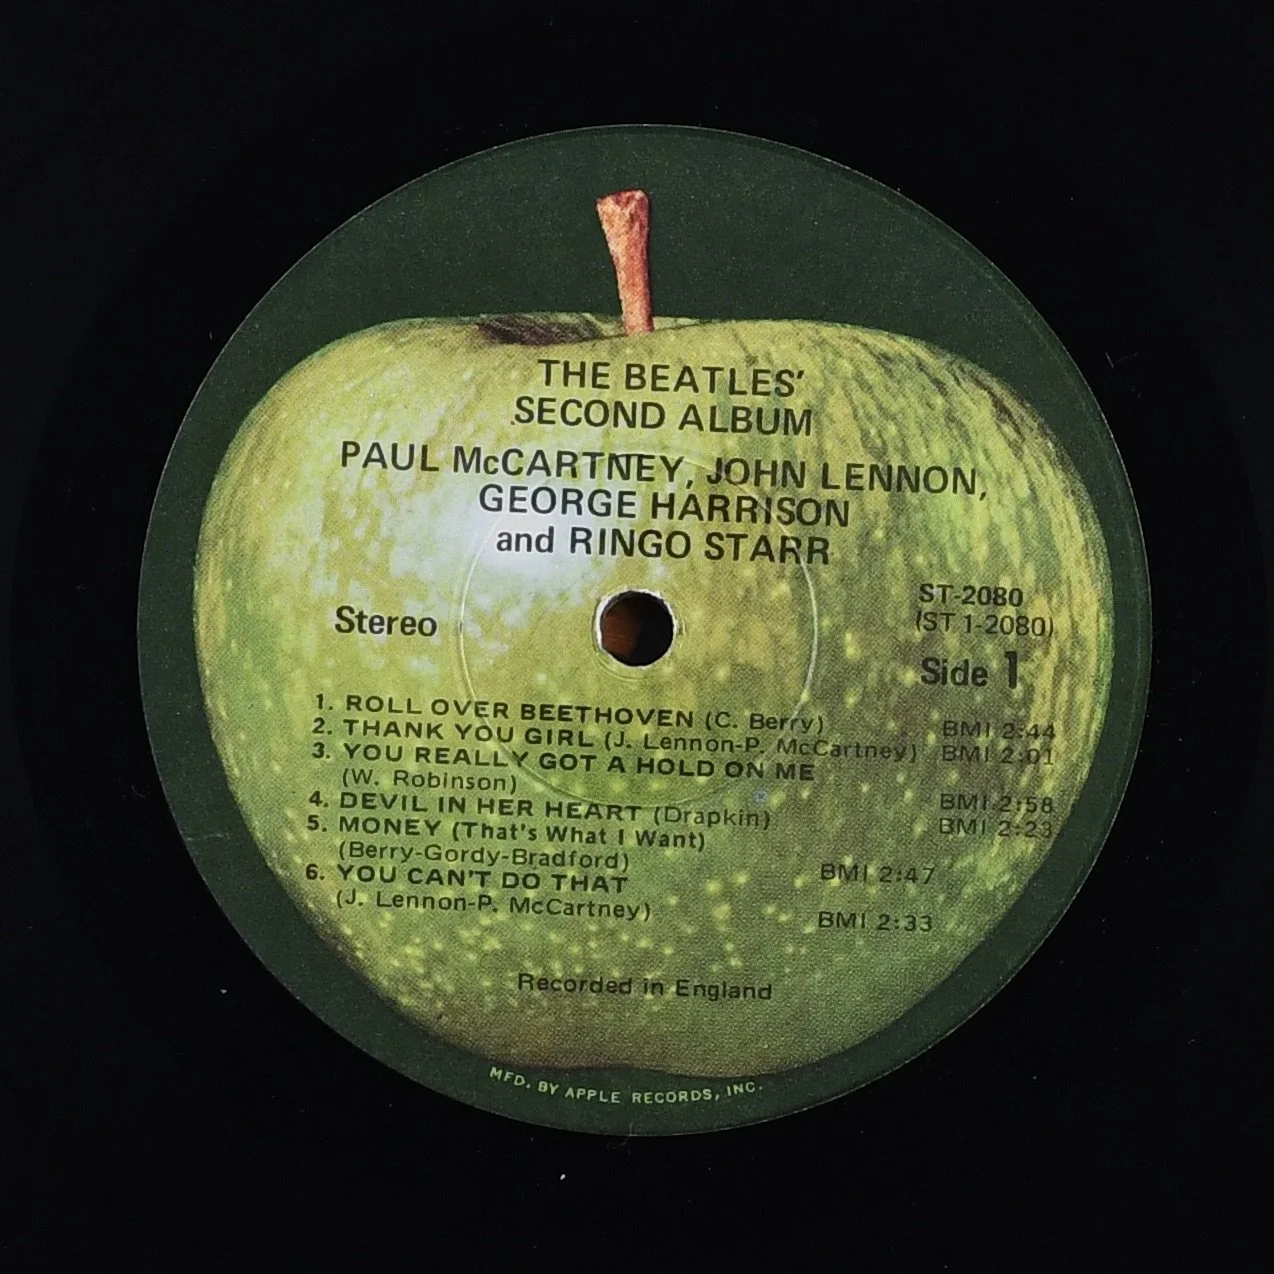 THE BEATLES'
SECOND ALBUM
PAUL McCARTNEY, JOHN LENNON,
GEORGE HARRISON
and RINGO STARR
Stereo
ST-2080
(ST 1-2080)
Side 1
1. ROLL OVER BEETHOVEN (C. Berry) BMI 2:44
2. THANK YOU GIRL (J. Lennon-P. McCartney) BMI 2:01
3. YOU REALLY GOT A HOLD ON ME
(W. Robinson) BMI 2:58
4. DEVIL IN HER HEART (Drapkin) BMI 2:23
5. MONEY (That's What I Want)
(Berry-Gordy-Bradford) BMI 2:47
6. YOU CAN'T DO THAT
(J. Lennon-P. McCartney) BMI 2:33
Recorded in England
MFD. BY APPLE RECORDS, INC.